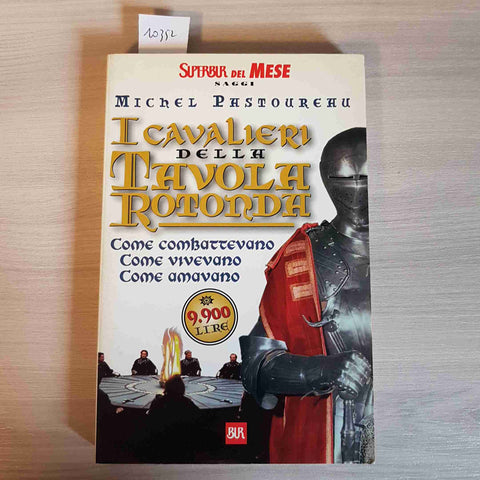 10352
SUPERBUR DEL MESE
SAGGI
MICHEL PASTOUREAU
I CAVALIERI
DELLA
TAVOLA
ROTONDA
COME COMBATTEVANO
COME VIVEVANO
COME AMAVANO
9.900
LIRE
BUR